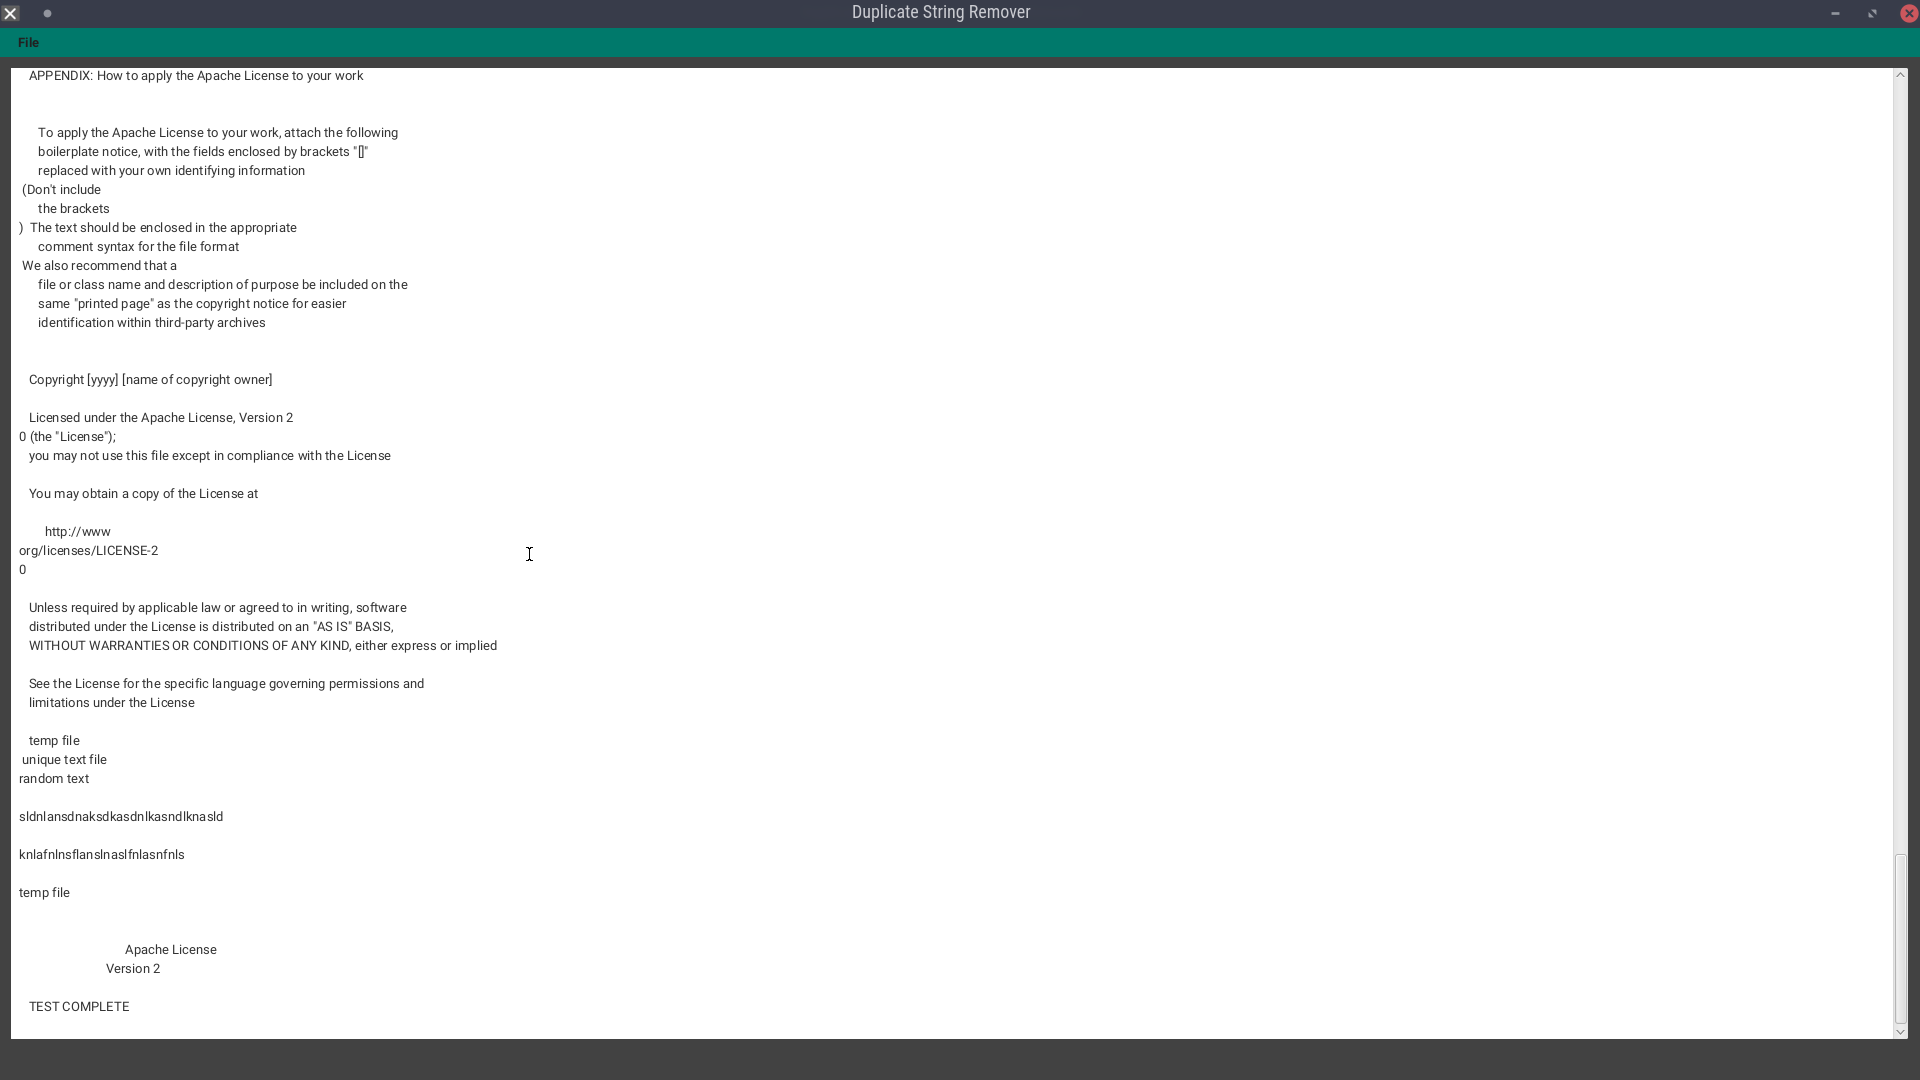 Duplicate String Remover
File
APPENDIX: How to apply the Apache License to your work
To apply the Apache License to your work, attach the following
boilerplate notice, with the fields enclosed by brackets "[]"
replaced with your own identifying information
(Don't include
the brackets
)  The text should be enclosed in the appropriate
comment syntax for the file format
We also recommend that a
file or class name and description of purpose be included on the
same "printed page" as the copyright notice for easier
identification within third-party archives
Copyright [yyyy] [name of copyright owner]
Licensed under the Apache License, Version 2
0 (the "License");
you may not use this file except in compliance with the License
You may obtain a copy of the License at
http://www
org/licenses/LICENSE-2
0
Unless required by applicable law or agreed to in writing, software
distributed under the License is distributed on an "AS IS" BASIS,
WITHOUT WARRANTIES OR CONDITIONS OF ANY KIND, either express or implied
See the License for the specific language governing permissions and
limitations under the License
temp file
unique text file
random text
sldnlansdnaksdkasdnlkasndlknasld
knlafnlnsflanslnaslfnlasnfnls
temp file
Apache License
Version 2
TEST COMPLETE